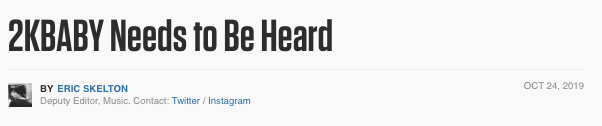 2KBABY Needs to Be Heard
BY ERIC SKELTON
OCT 24, 2019
Deputy Editor, Music. Contact: Twitter / Instagram